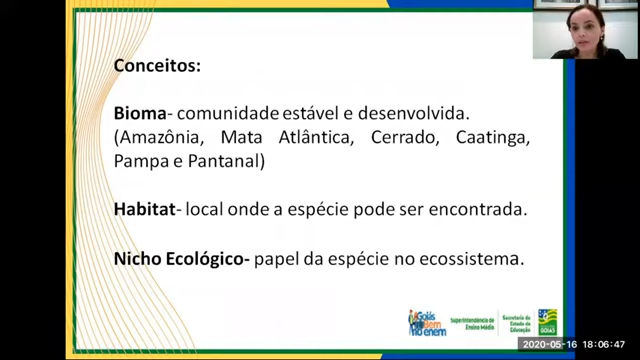 Conceitos:
Bioma- comunidade estável e desenvolvida.
(Amazônia, Mata Atlântica, Cerrado, Caatinga,
Pampa e Pantanal)
Habitat- local onde a espécie pode ser encontrada.
Nicho Ecológico- papel da espécie no ecossistema.
Goiás
Bem
no enem
Superintendência de
Ensino Médio
Secretaria de
Estado da
Educação
GOIÁS
2020-05-16 18:06:47